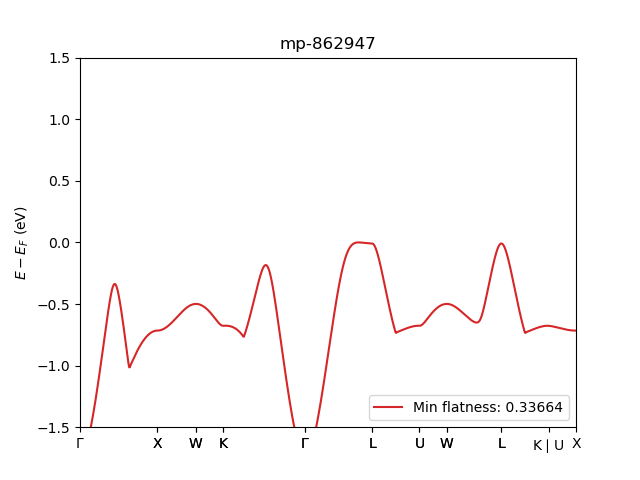 mp-862947
1.5
1.0
0.5
0.0
−0.5
−1.0
−1.5
E − E_F (eV)
Min flatness: 0.33664
Γ X W K Γ L U W L K | U X